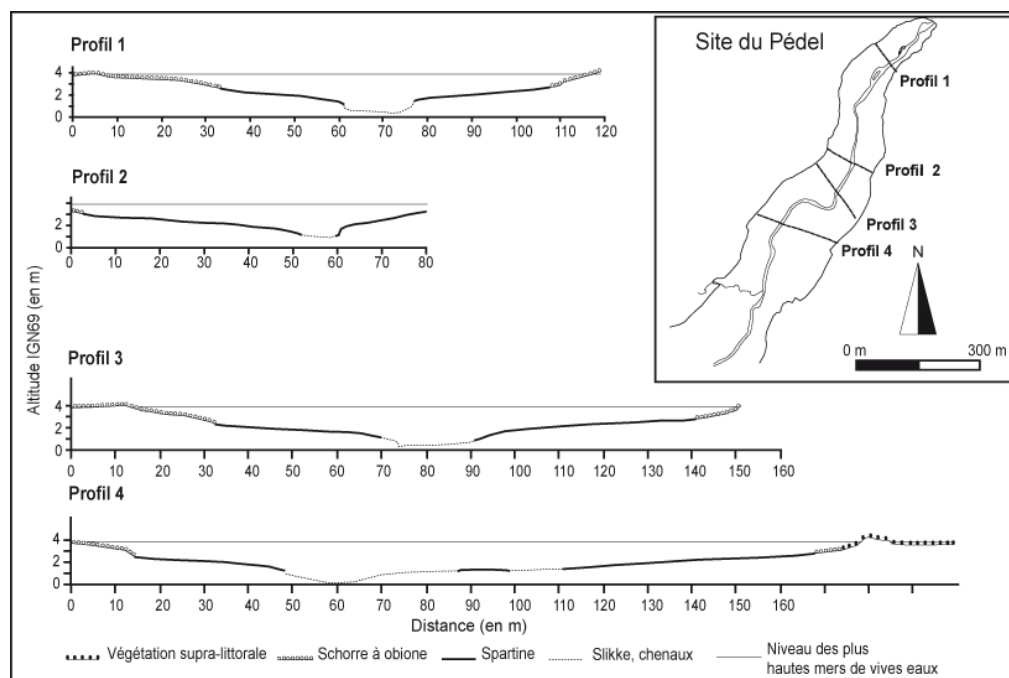 Profil 1
4
2
0
0 10 20 30 40 50 60 70 80 90 100 110 120
Profil 2
2
0
0 10 20 30 40 50 60 70 80
Altitude IGN69 (en m)
Profil 3
4
2
0
0 10 20 30 40 50 60 70 80 90 100 110 120 130 140 150 160
Profil 4
4
2
0
0 10 20 30 40 50 60 70 80 90 100 110 120 130 140 150
Distance (en m)
Site du Pédel
Profil 1
Profil 2
Profil 3
Profil 4
N
0 m 300 m
Végétation supra-littorale
Schorre à obione
Spartine
Slikke, chenaux
Niveau des plus
hautes mers de vives eaux